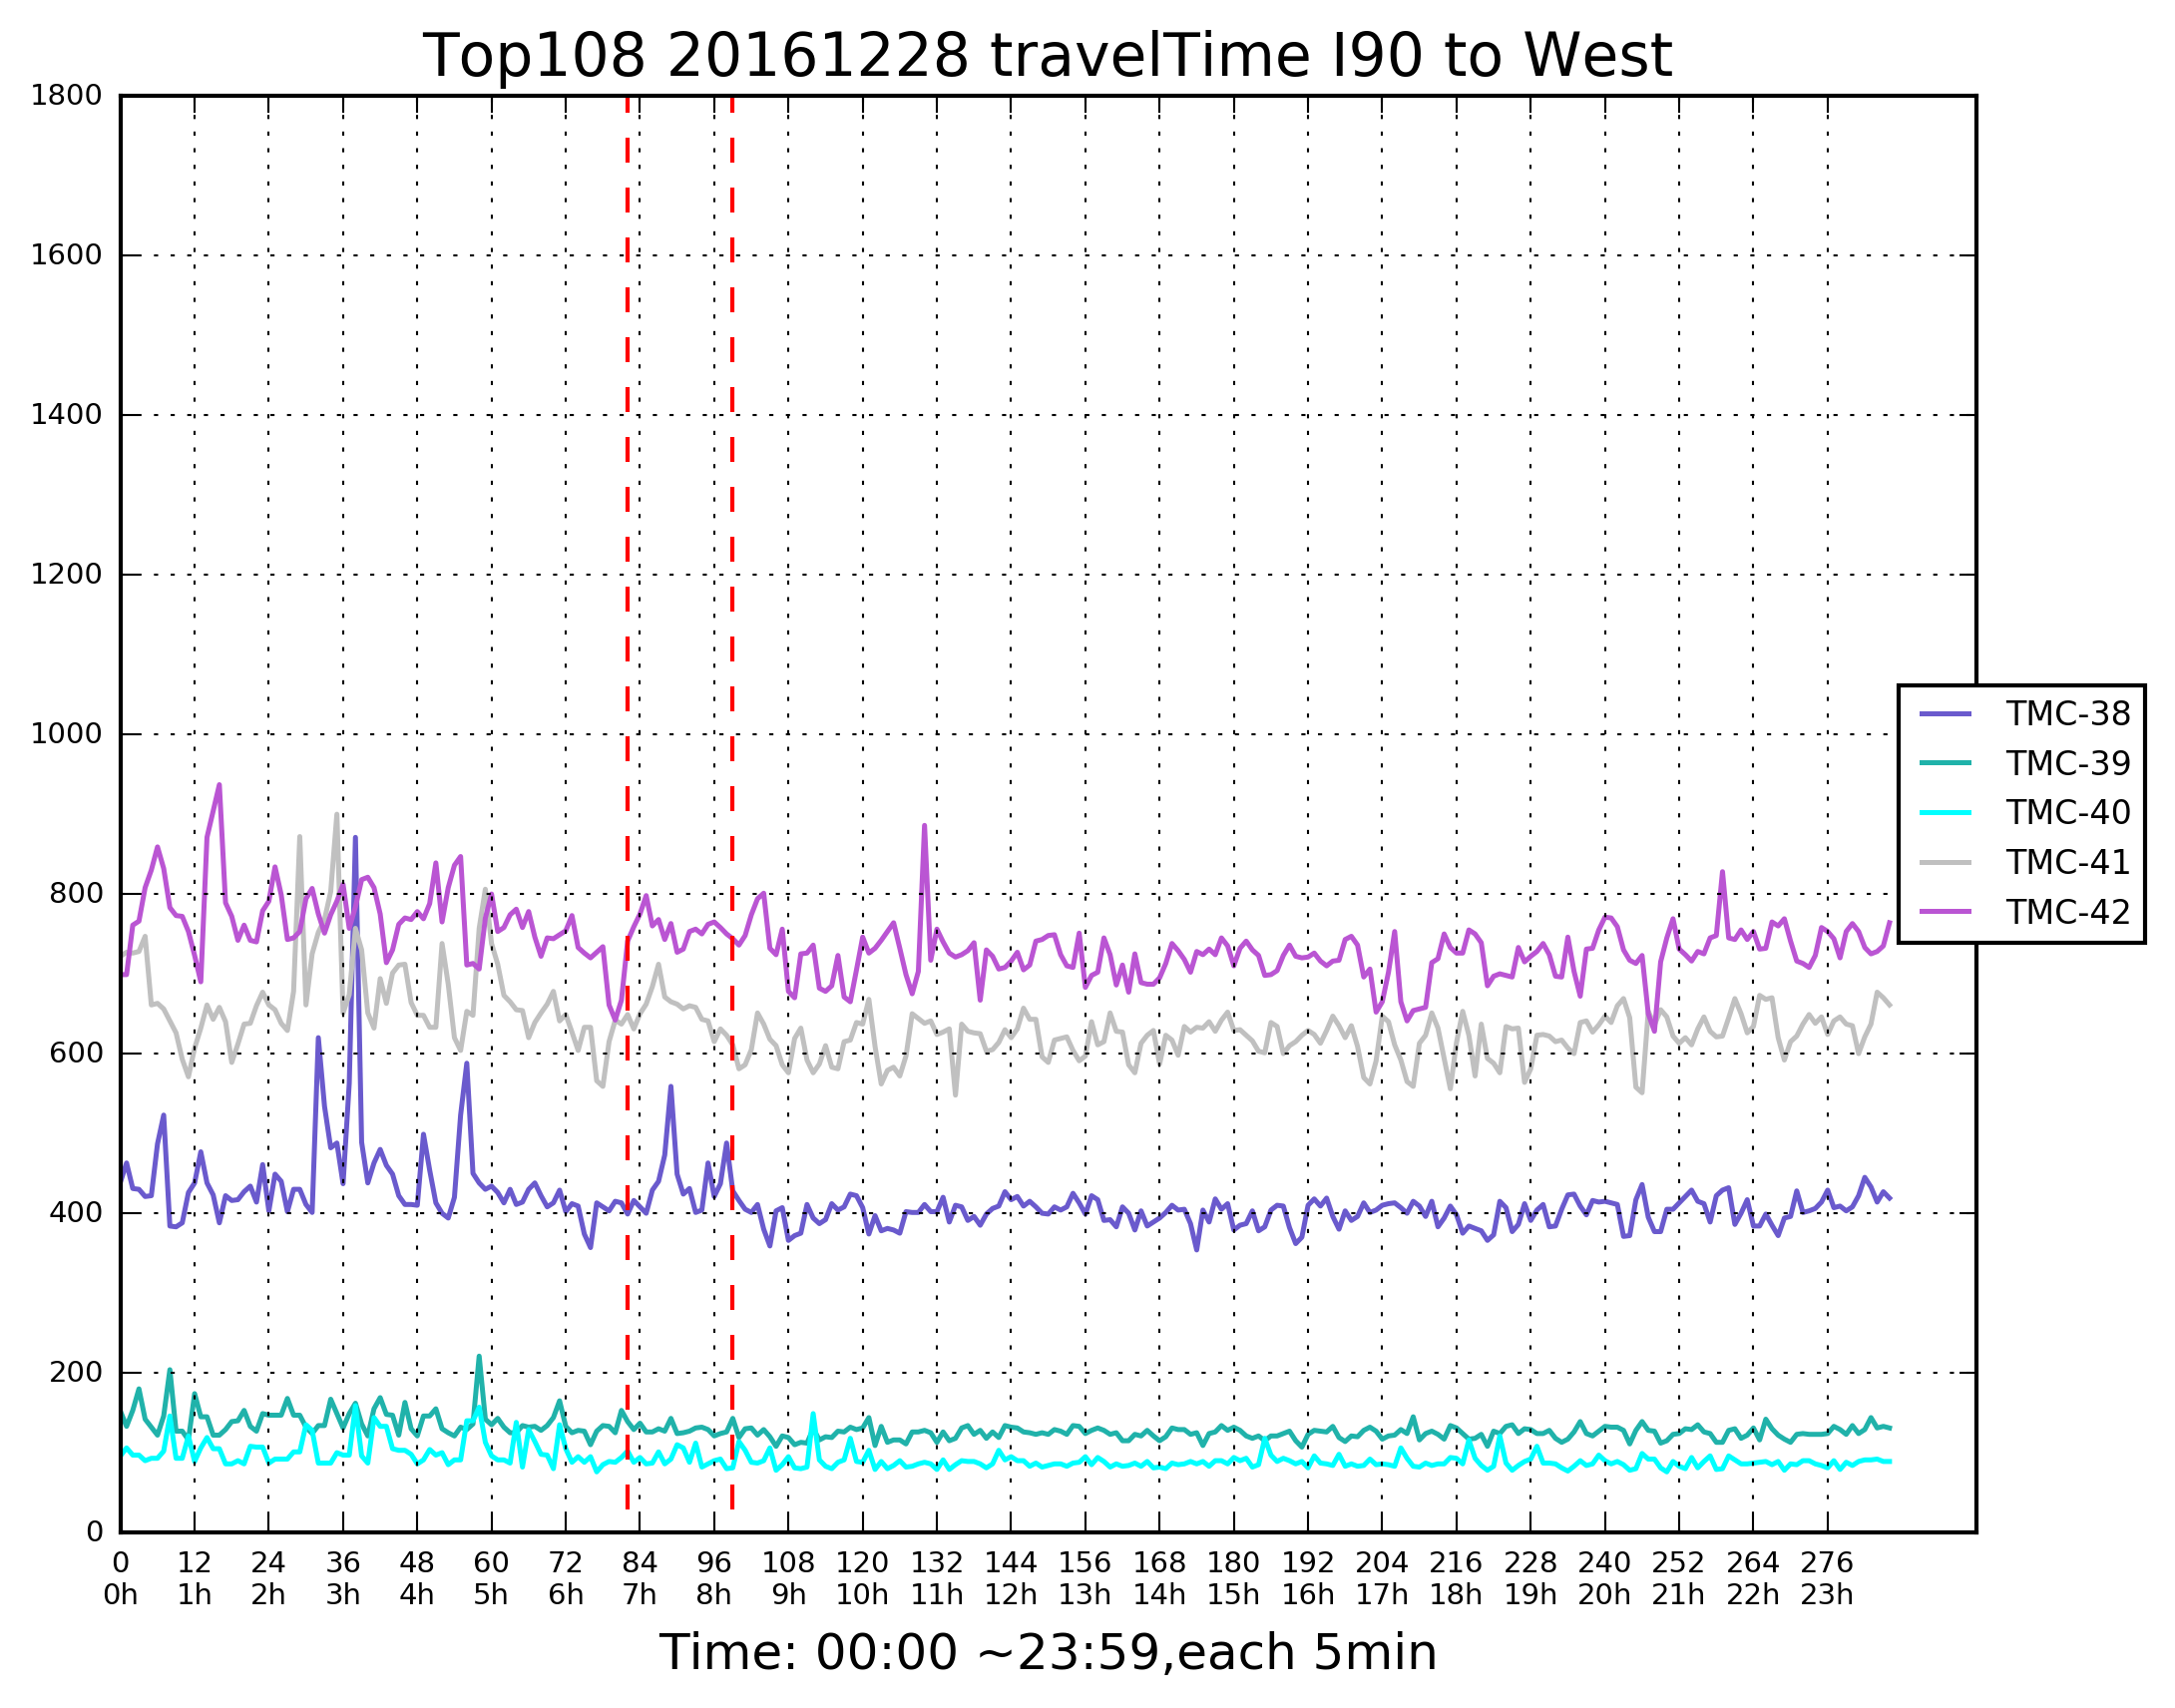 Top108 20161228 travelTime I90 to West
1800
1600
1400
1200
1000
800
600
400
200
0
TMC-38
TMC-39
TMC-40
TMC-41
TMC-42
0 12 24 36 48 60 72 84 96 108 120 132 144 156 168 180 192 204 216 228 240 252 264 276
0h 1h 2h 3h 4h 5h 6h 7h 8h 9h 10h 11h 12h 13h 14h 15h 16h 17h 18h 19h 20h 21h 22h 23h
Time: 00:00 ~23:59,each 5min